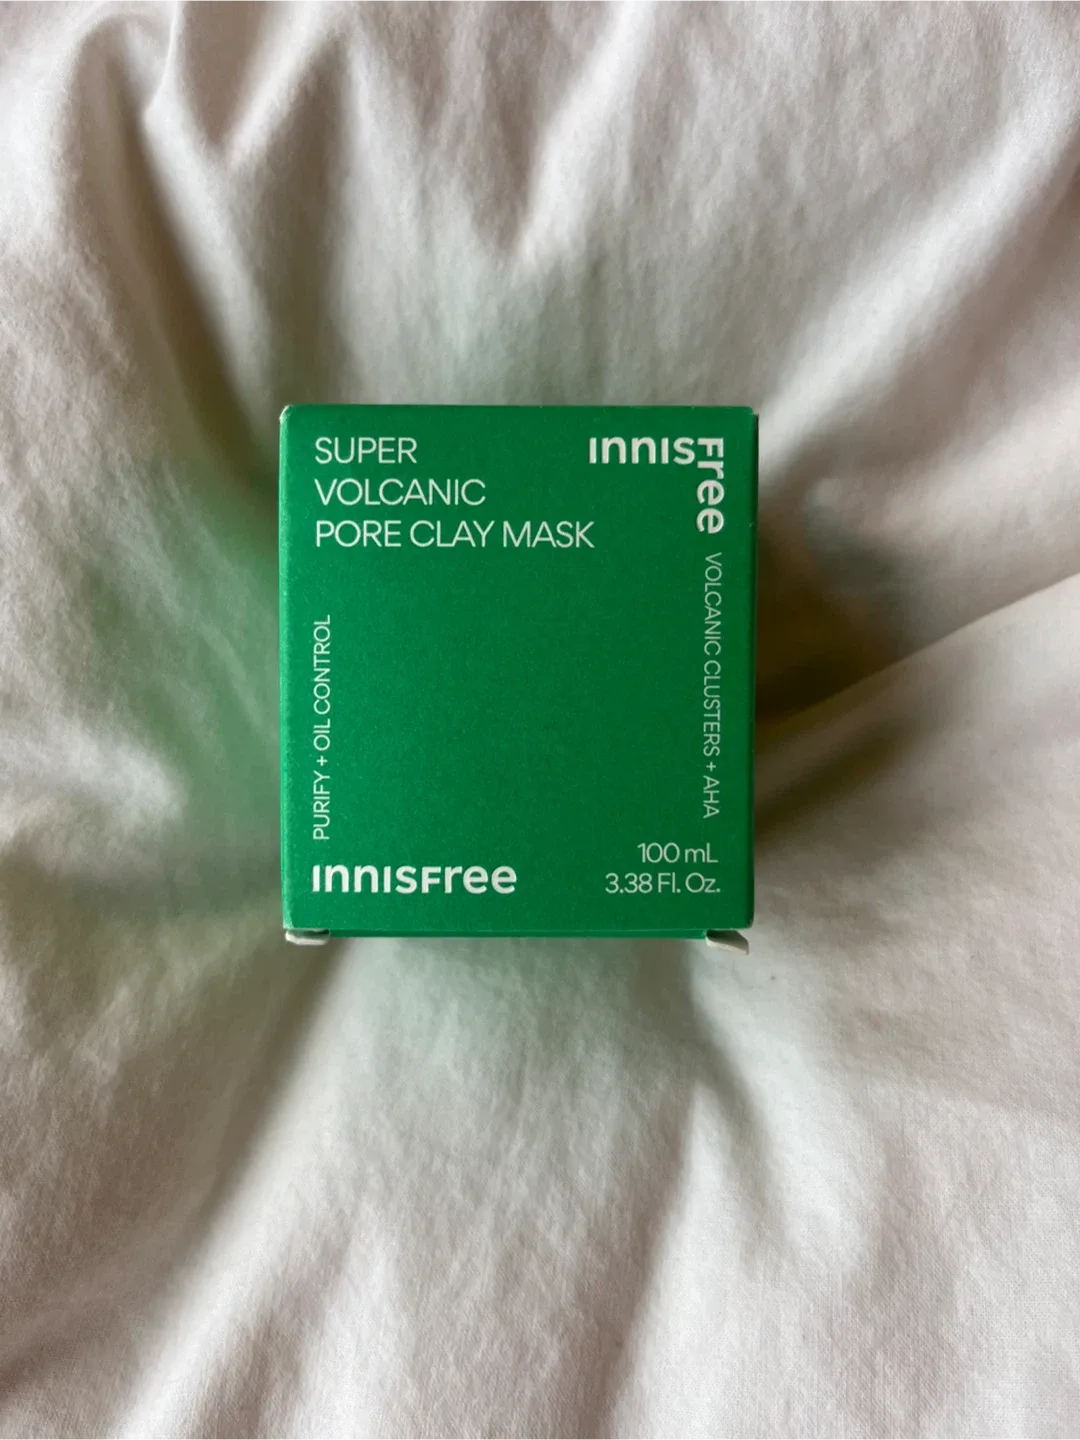 SUPER
VOLCANIC
PORE CLAY MASK
INNISFree
VOLCANIC CLUSTERS + AHA
PURIFY + OIL CONTROL
INNISFree
100 mL
3.38 Fl. Oz.